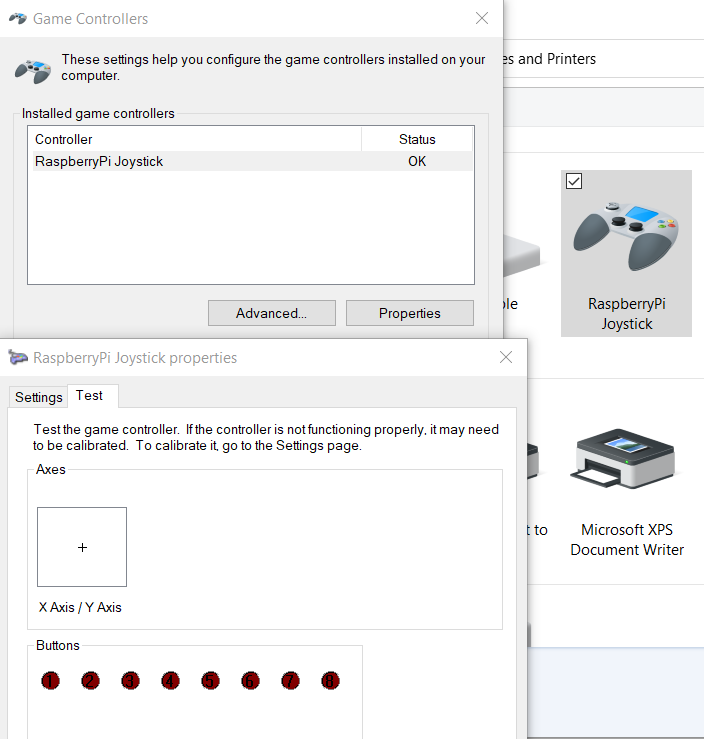 Game Controllers
These settings help you configure the game controllers installed on your
computer.
Installed game controllers
Controller Status
RaspberryPi Joystick OK
Advanced...
Properties
and Printers
RaspberryPi
Joystick
RaspberryPi Joystick properties
Settings
Test
Test the game controller. If the controller is not functioning properly, it may need
to be calibrated. To calibrate it, go to the Settings page.
Axes
X Axis / Y Axis
Buttons
1 2 3 4 5 6 7 8
to
Microsoft XPS
Document Writer